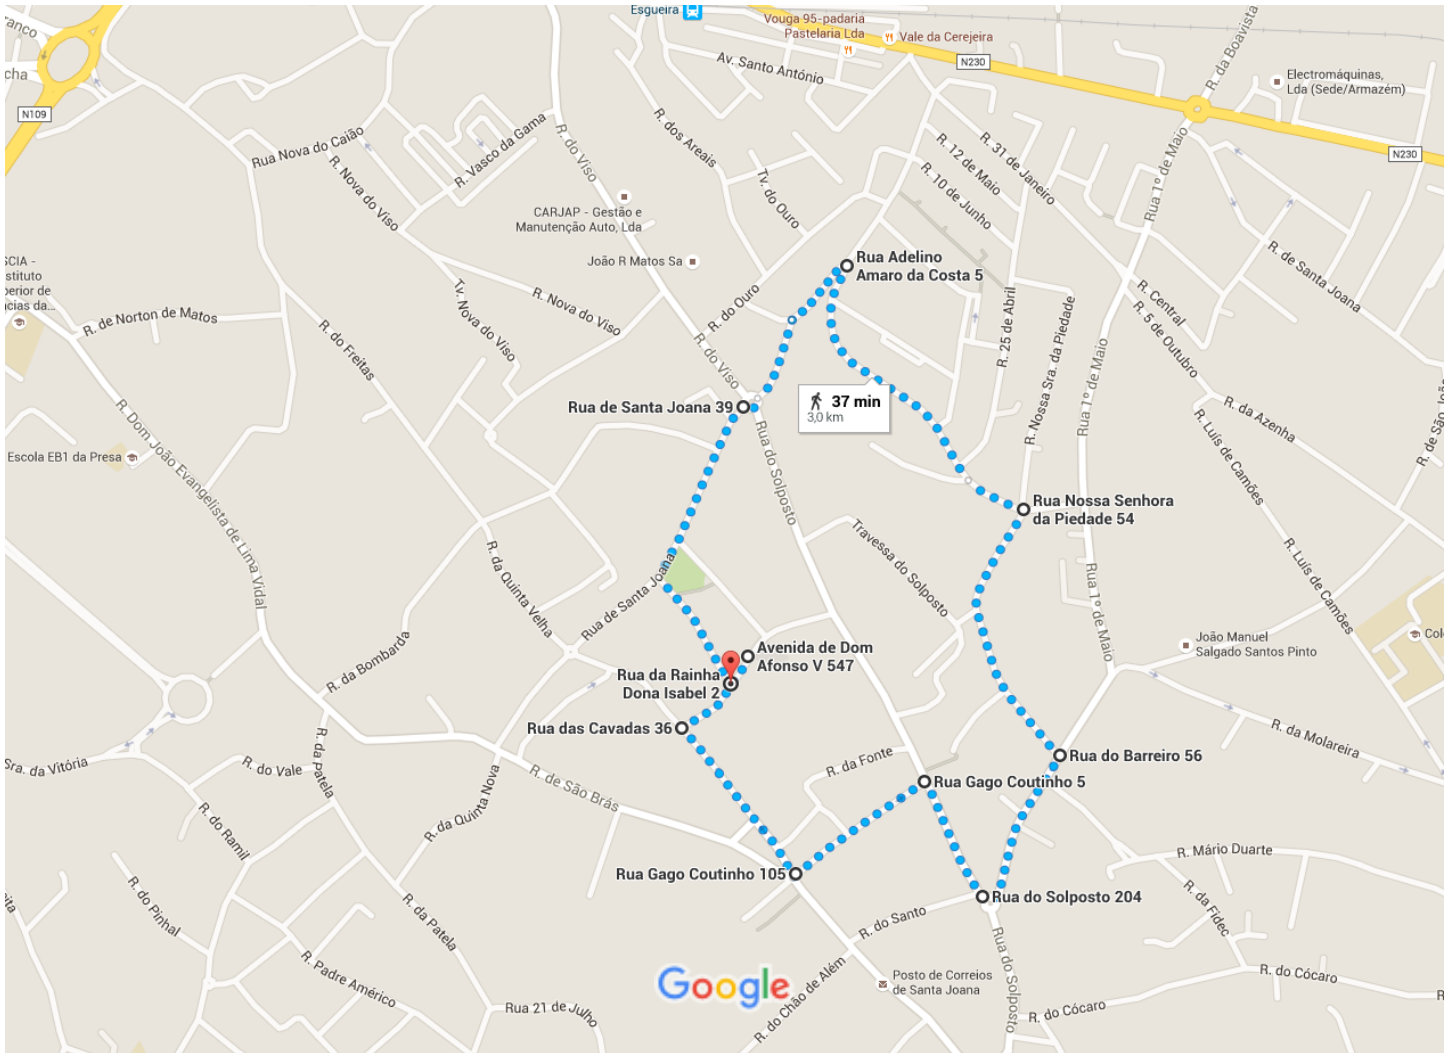 Esgueira
Vouga 95-padaria
Pastelaria Lda
Vale da Cerejeira
Av. Santo António
N230
R. da Boavista
Electromáquinas,
Lda (Sede/Armazém)
N230
N109
Rua Nova do Caião
R. Nova do Viso
R. Vasco da Gama
R. do Viso
R. dos Areais
Tv. do Ouro
R. 12 de Maio
R. 31 de Janeiro
R. 10 de Junho
Rua 1º de Maio
R. de Santa Joana
CARJAP - Gestão e
Manutenção Auto, Lda
João R Matos Sa
Rua Adelino
Amaro da Costa 5
R. do Ouro
R. Nova do Viso
Tv. Nova do Viso
R. de Norton de Matos
R. do Freitas
R. do Viso
R. 25 de Abril
R. Nossa Sra. da Piedade
Rua 1º de Maio
R. Central
R. 5 de Outubro
37 min
3,0 km
Rua de Santa Joana 39
Rua do Solposto
R. da Azenha
R. Luís de Camões
Escola EB1 da Presa
R. Dom João Evangelista de Lima Vidal
Rua Nossa Senhora
da Piedade 54
Travessa do Solposto
R. Luís de Camões
R. da Quinta Velha
Rua de Santa Joana
Rua 1º de Maio
João Manuel
Salgado Santos Pinto
R. da Bombarda
Avenida de Dom
Afonso V 547
Rua da Rainha
Dona Isabel 2
Rua das Cavadas 36
R. da Molareira
Sra. da Vitória
R. do Vale
R. da Patela
R. de São Brás
R. da Fonte
Rua do Barreiro 56
Rua Gago Coutinho 5
R. do Ramil
R. da Quinta Nova
R. Mário Duarte
Rua Gago Coutinho 105
Rua do Solposto 204
R. do Pinhal
R. da Patela
R. do Santo
R. da Fidec
Google
R. Padre Américo
R. do Chão de Além
Posto de Correios
de Santa Joana
Rua do Solposto
R. do Cócaro
Rua 21 de Julho
R. do Cócaro